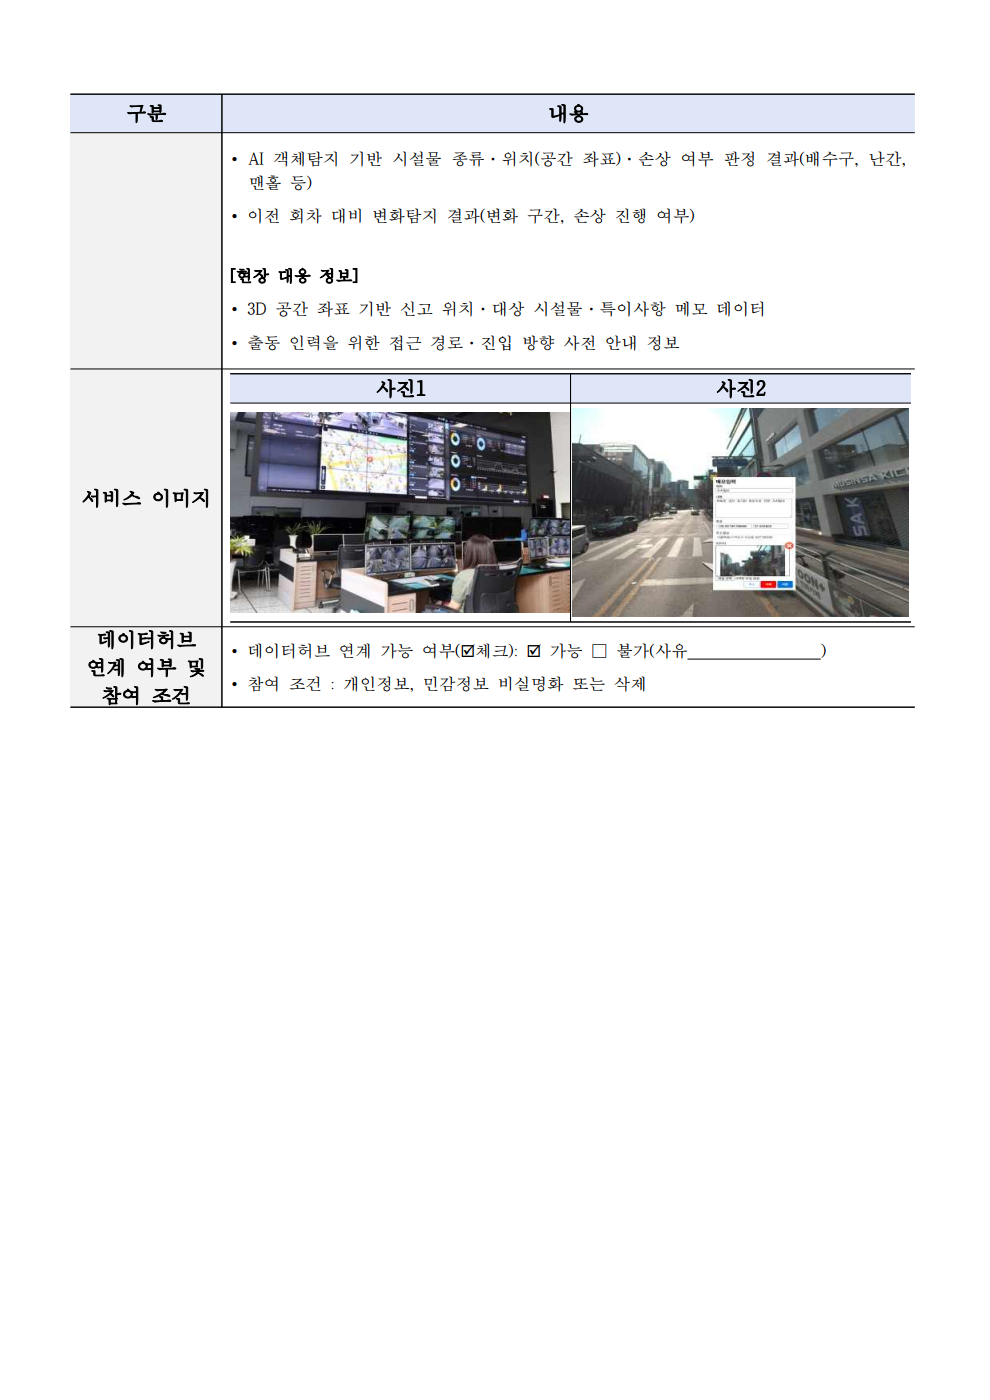 구분 내용
• AI 객체탐지 기반 시설물 종류·위치(공간 좌표)·손상 여부 판정 결과(배수구, 난간,
맨홀 등)
• 이전 회차 대비 변화탐지 결과(변화 구간, 손상 진행 여부)
[현장 대응 정보]
• 3D 공간 좌표 기반 신고 위치·대상 시설물·특이사항 메모 데이터
• 출동 인력을 위한 접근 경로·진입 방향 사전 안내 정보
서비스 이미지
사진1 사진2
메모입력
MUSINSA
데이터허브
연계 여부 및
참여 조건
• 데이터허브 연계 가능 여부(☑체크): ☑ 가능 □ 불가(사유________________)
• 참여 조건 : 개인정보, 민감정보 비실명화 또는 삭제